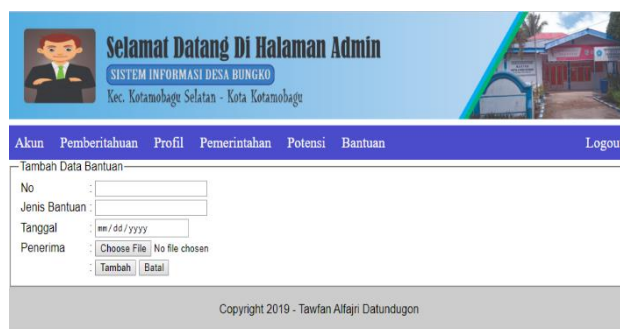 Selamat Datang Di Halaman Admin
SISTEM INFORMASI DESA BUNGKO
Kec. Kotamobagu Selatan - Kota Kotamobagu
Akun Pemberitahuan Profil Pemerintahan Potensi Bantuan Logou
Tambah Data Bantuan
No :
Jenis Bantuan :
Tanggal : mm/dd/yyyy
Penerima : Choose File No file chosen
: Tambah Batal
Copyright 2019 - Tawfan Alfajri Datundugon